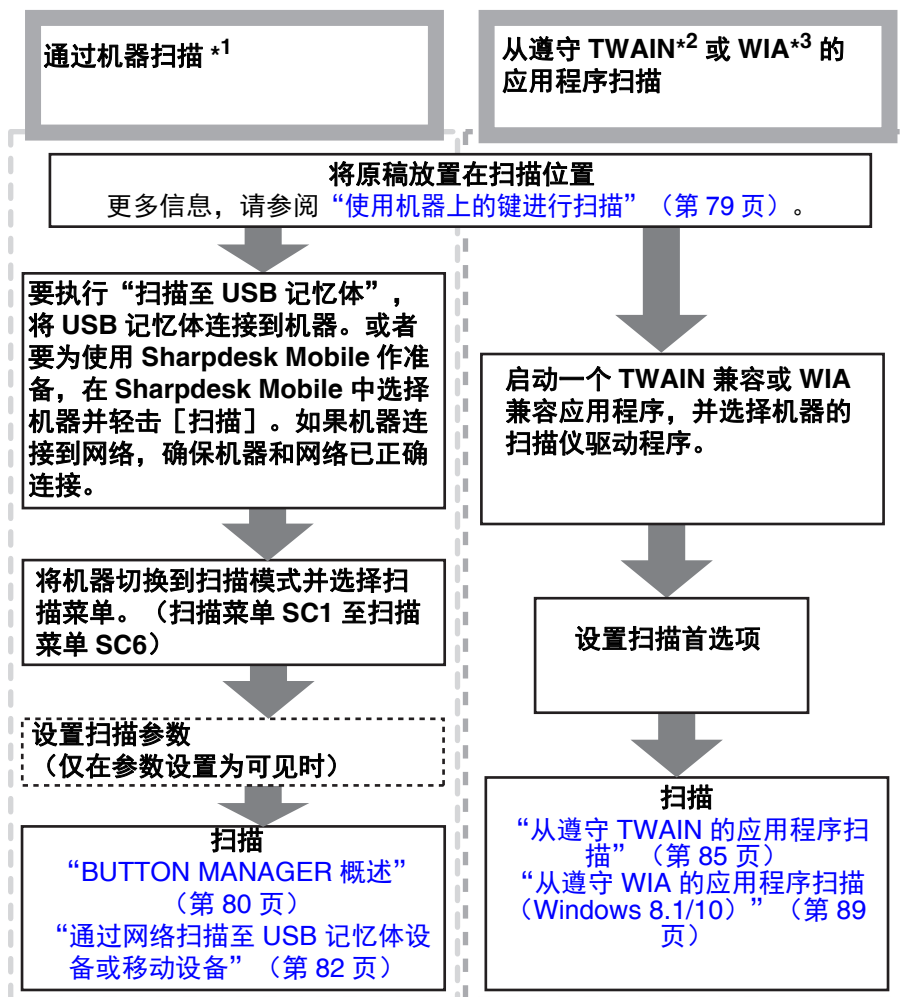 通过机器扫描 *1
从遵守 TWAIN*2 或 WIA*3 的
应用程序扫描
将原稿放置在扫描位置
更多信息，请参阅“使用机器上的键进行扫描”（第 79 页）。
要执行“扫描至 USB 记忆体”，
将 USB 记忆体连接到机器。或者
要为使用 Sharpdesk Mobile 作准
备，在 Sharpdesk Mobile 中选择
机器并轻击［扫描］。如果机器连
接到网络，确保机器和网络已正确
连接。
将机器切换到扫描模式并选择扫
描菜单。（扫描菜单 SC1 至扫描
菜单 SC6）
设置扫描参数
（仅在参数设置为可见时）
扫描
“BUTTON MANAGER 概述”
（第 80 页）
“通过网络扫描至 USB 记忆体设
备或移动设备”（第 82 页）
启动一个 TWAIN 兼容或 WIA
兼容应用程序，并选择机器的
扫描仪驱动程序。
设置扫描首选项
扫描
“从遵守 TWAIN 的应用程序扫
描”（第 85 页）
“从遵守 WIA 的应用程序扫描
（Windows 8.1/10）”（第 89
页）